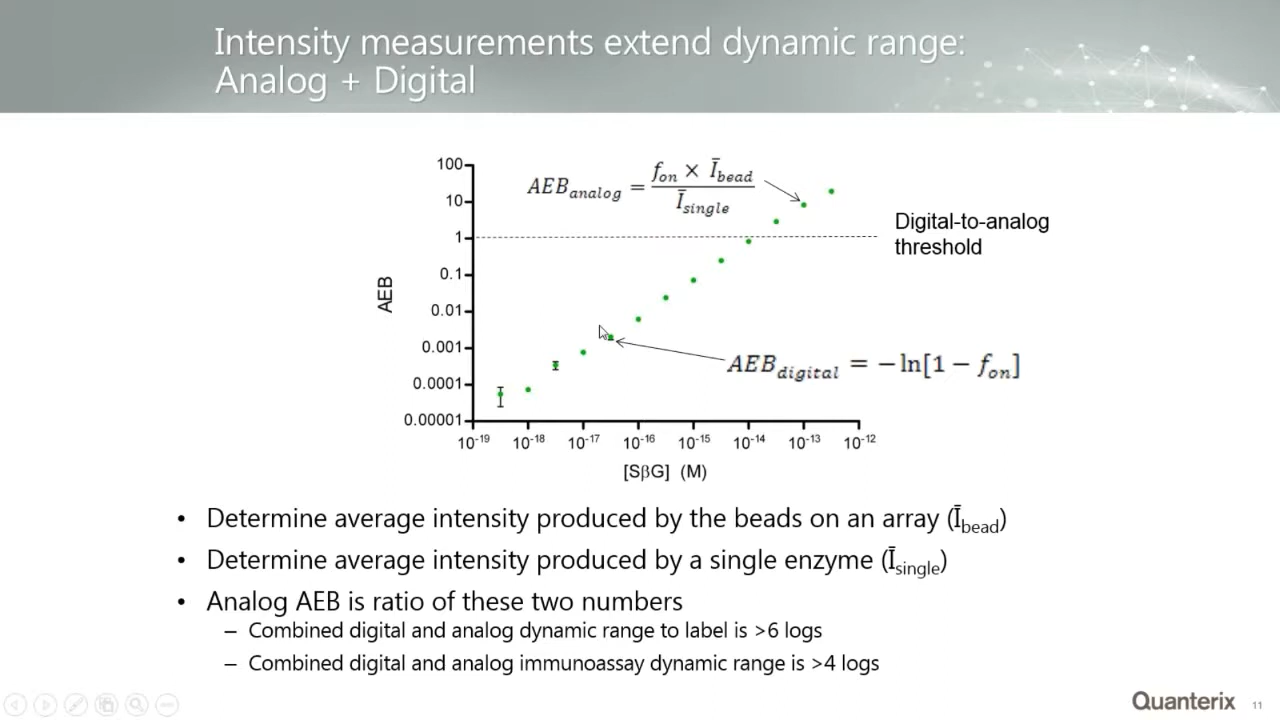 Intensity measurements extend dynamic range:
Analog + Digital
100
10
1
0.1
0.01
0.001
0.0001
0.00001
AEB
AEB_analog = (f_on × Ī_bead) / Ī_single
Digital-to-analog
threshold
AEB_digital = −ln[1 − f_on]
10^-19 10^-18 10^-17 10^-16 10^-15 10^-14 10^-13 10^-12
[SβG] (M)
• Determine average intensity produced by the beads on an array (Ī_bead)
• Determine average intensity produced by a single enzyme (Ī_single)
• Analog AEB is ratio of these two numbers
– Combined digital and analog dynamic range to label is >6 logs
– Combined digital and analog immunoassay dynamic range is >4 logs
Quanterix 11